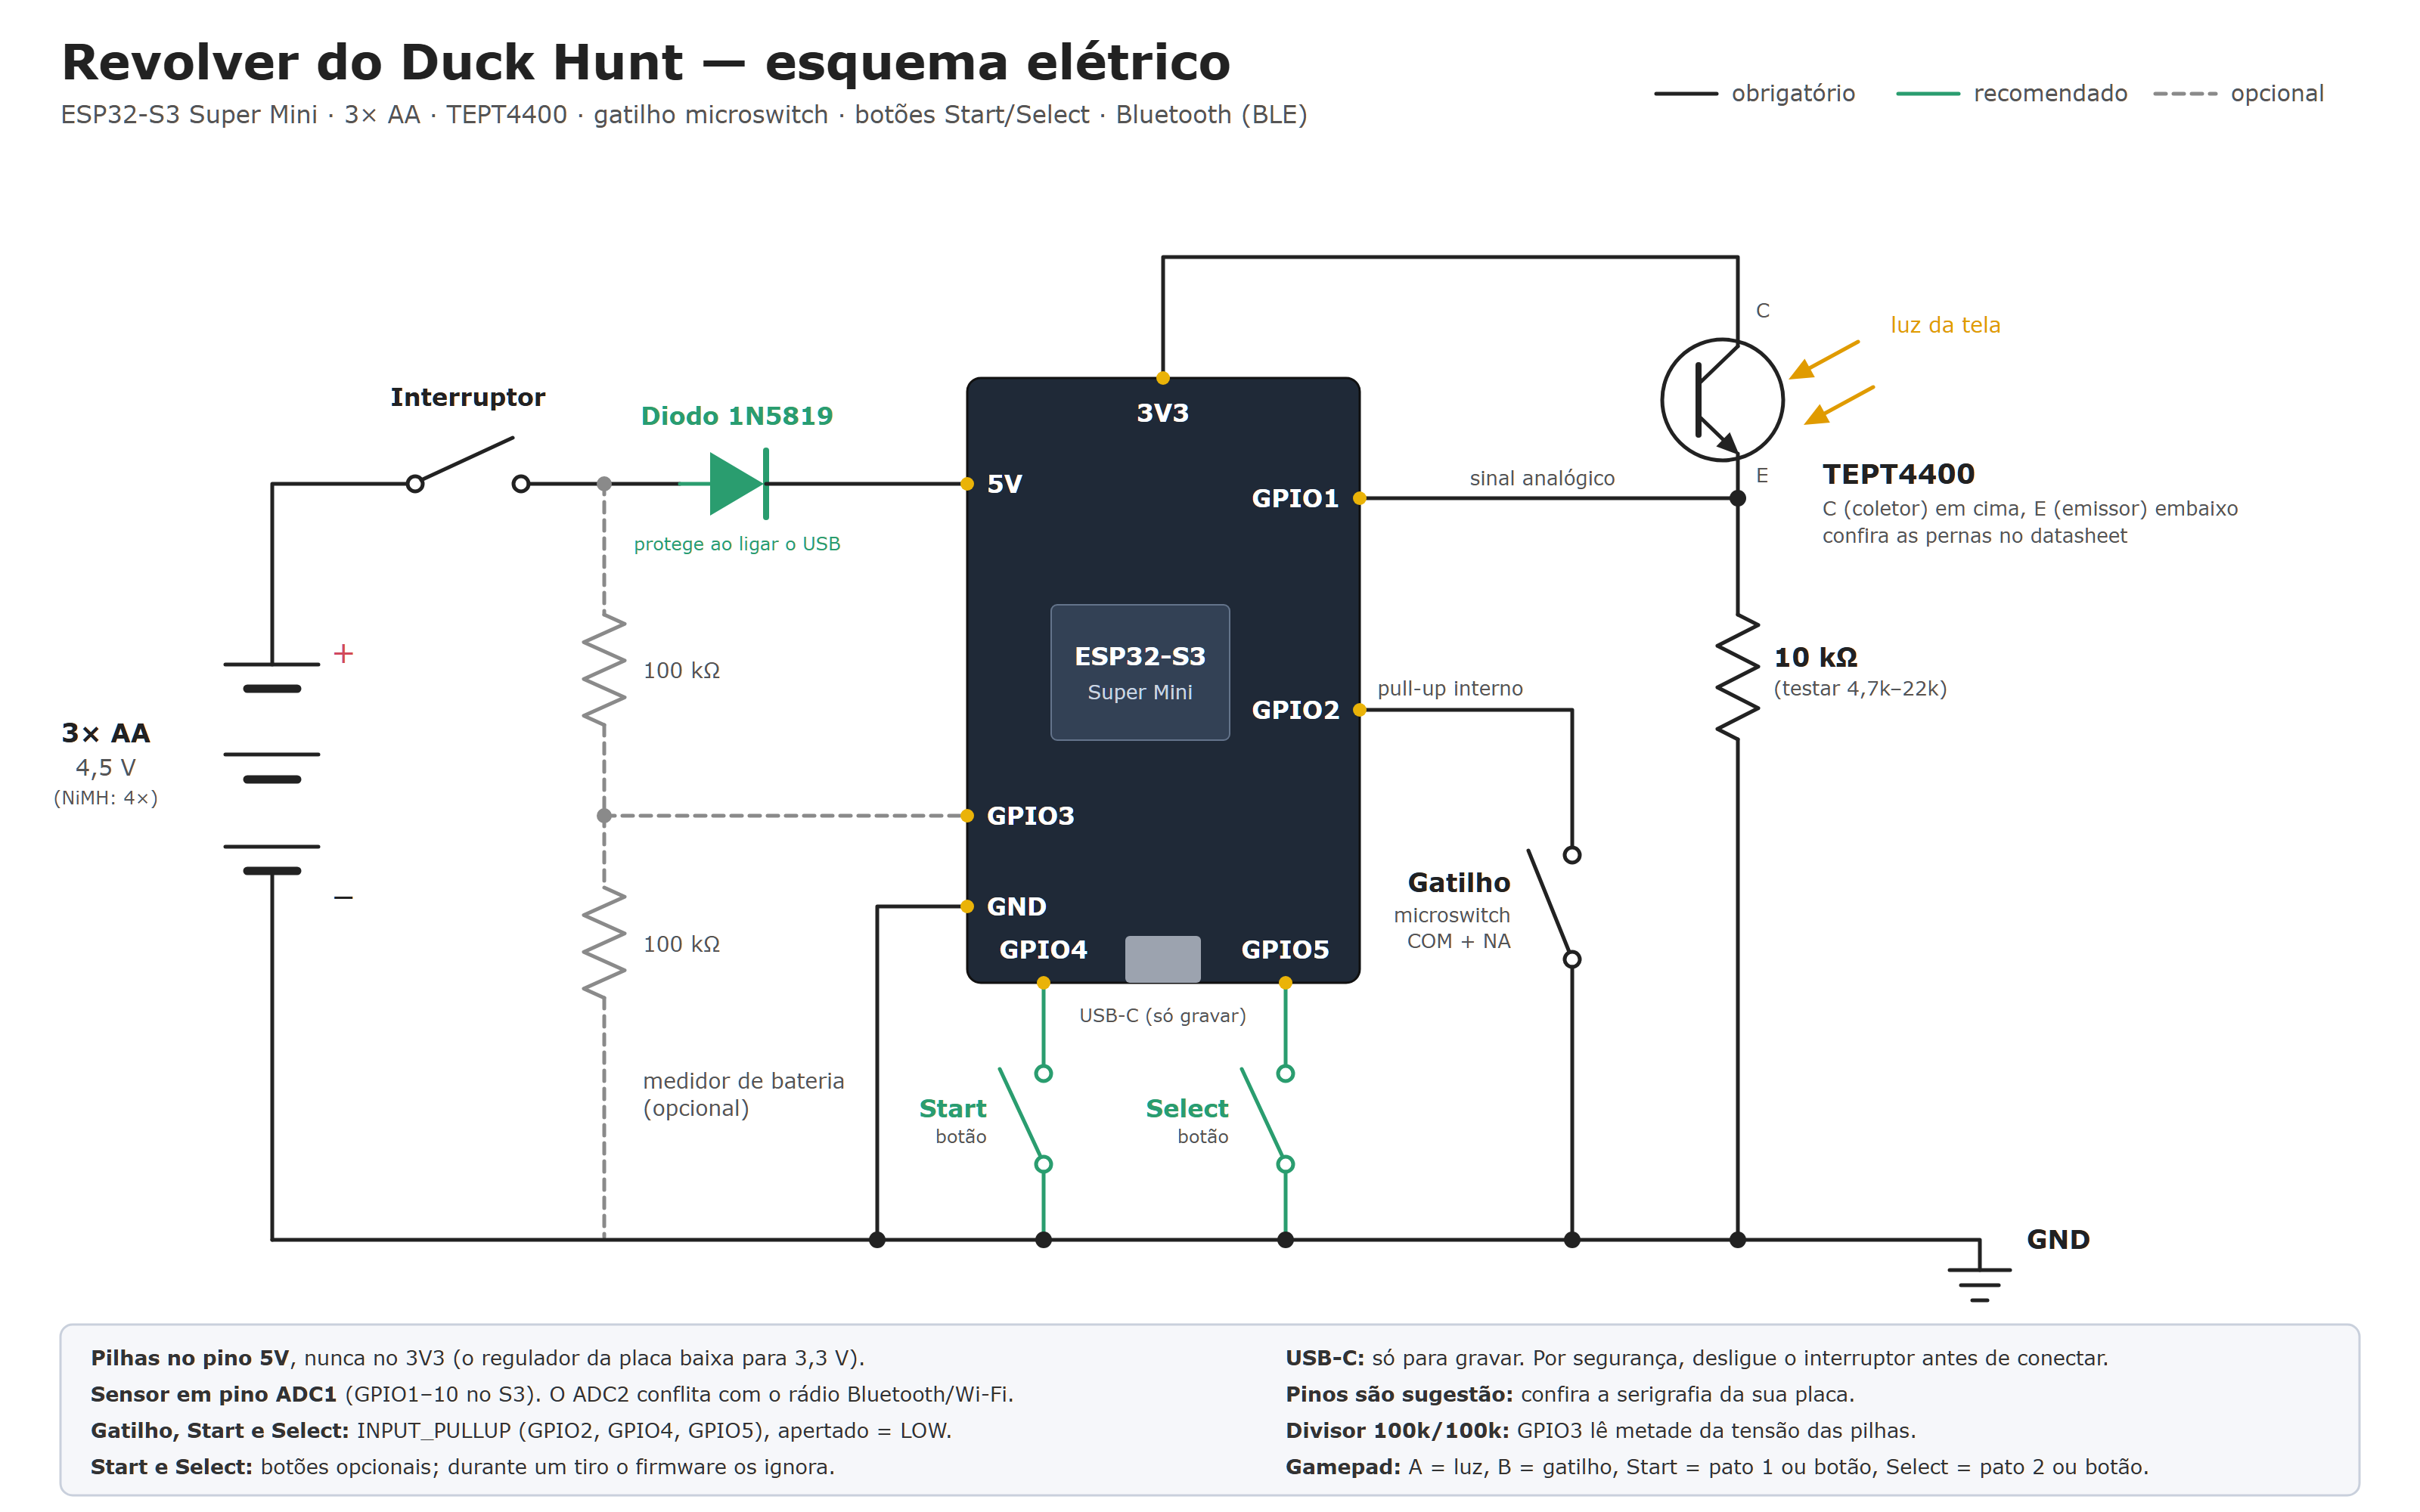 Revolver do Duck Hunt — esquema elétrico
ESP32-S3 Super Mini · 3× AA · TEPT4400 · gatilho microswitch · botões Start/Select · Bluetooth (BLE)
obrigatório
recomendado
opcional
C
luz da tela
Interruptor
Diodo 1N5819
3V3
5V
GPIO1
sinal analógico
E
TEPT4400
C (coletor) em cima, E (emissor) embaixo
confira as pernas no datasheet
protege ao ligar o USB
+
100 kΩ
ESP32-S3
Super Mini
GPIO2
pull-up interno
10 kΩ
(testar 4,7k–22k)
3× AA
4,5 V
(NiMH: 4×)
GPIO3
−
GND
Gatilho
microswitch
COM + NA
100 kΩ
GPIO4
GPIO5
USB-C (só gravar)
medidor de bateria
(opcional)
Start
botão
Select
botão
GND
Pilhas no pino 5V, nunca no 3V3 (o regulador da placa baixa para 3,3 V).
Sensor em pino ADC1 (GPIO1–10 no S3). O ADC2 conflita com o rádio Bluetooth/Wi-Fi.
Gatilho, Start e Select: INPUT_PULLUP (GPIO2, GPIO4, GPIO5), apertado = LOW.
Start e Select: botões opcionais; durante um tiro o firmware os ignora.
USB-C: só para gravar. Por segurança, desligue o interruptor antes de conectar.
Pinos são sugestão: confira a serigrafia da sua placa.
Divisor 100k/100k: GPIO3 lê metade da tensão das pilhas.
Gamepad: A = luz, B = gatilho, Start = pato 1 ou botão, Select = pato 2 ou botão.